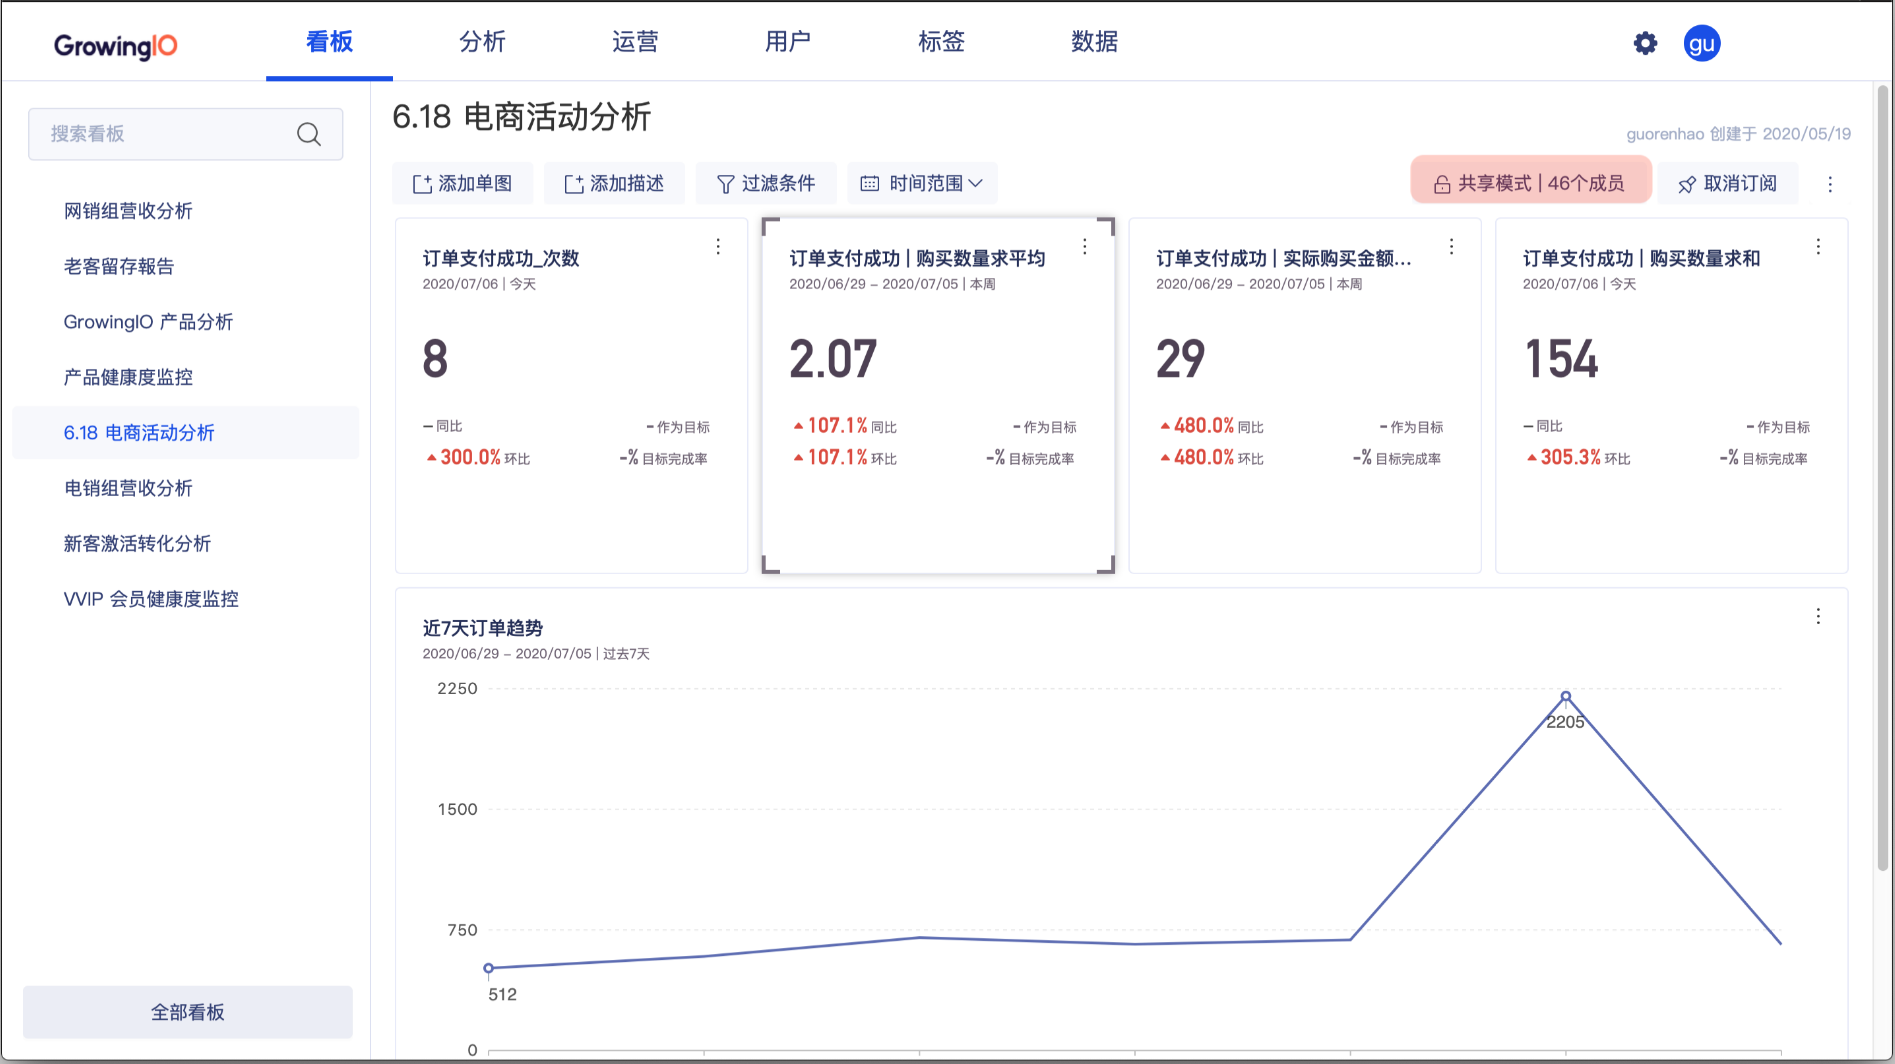 GrowingIO
看板
分析
运营
用户
标签
数据
gu
搜索看板
网销组营收分析
老客留存報告
GrowingIO 产品分析
产品健康度监控
6.18 电商活动分析
电销组营收分析
新客激活转化分析
VVIP 会员健康度监控
全部看板
6.18 电商活动分析
guorenhao 创建于 2020/05/19
添加单图
添加描述
过滤条件
时间范围
共享模式 | 46个成员
取消订阅
订单支付成功_次数
2020/07/06 | 今天
8
– 同比
– 作为目标
300.0% 环比
-% 目标完成率
订单支付成功 | 购买数量求平均
2020/06/29 – 2020/07/05 | 本周
2.07
107.1% 同比
– 作为目标
107.1% 环比
-% 目标完成率
订单支付成功 | 实际购买金额...
2020/06/29 – 2020/07/05 | 本周
29
480.0% 同比
– 作为目标
480.0% 环比
-% 目标完成率
订单支付成功 | 购买数量求和
2020/07/06 | 今天
154
– 同比
– 作为目标
305.3% 环比
-% 目标完成率
近7天订单趋势
2020/06/29 – 2020/07/05 | 过去7天
2250
2205
1500
750
512
0